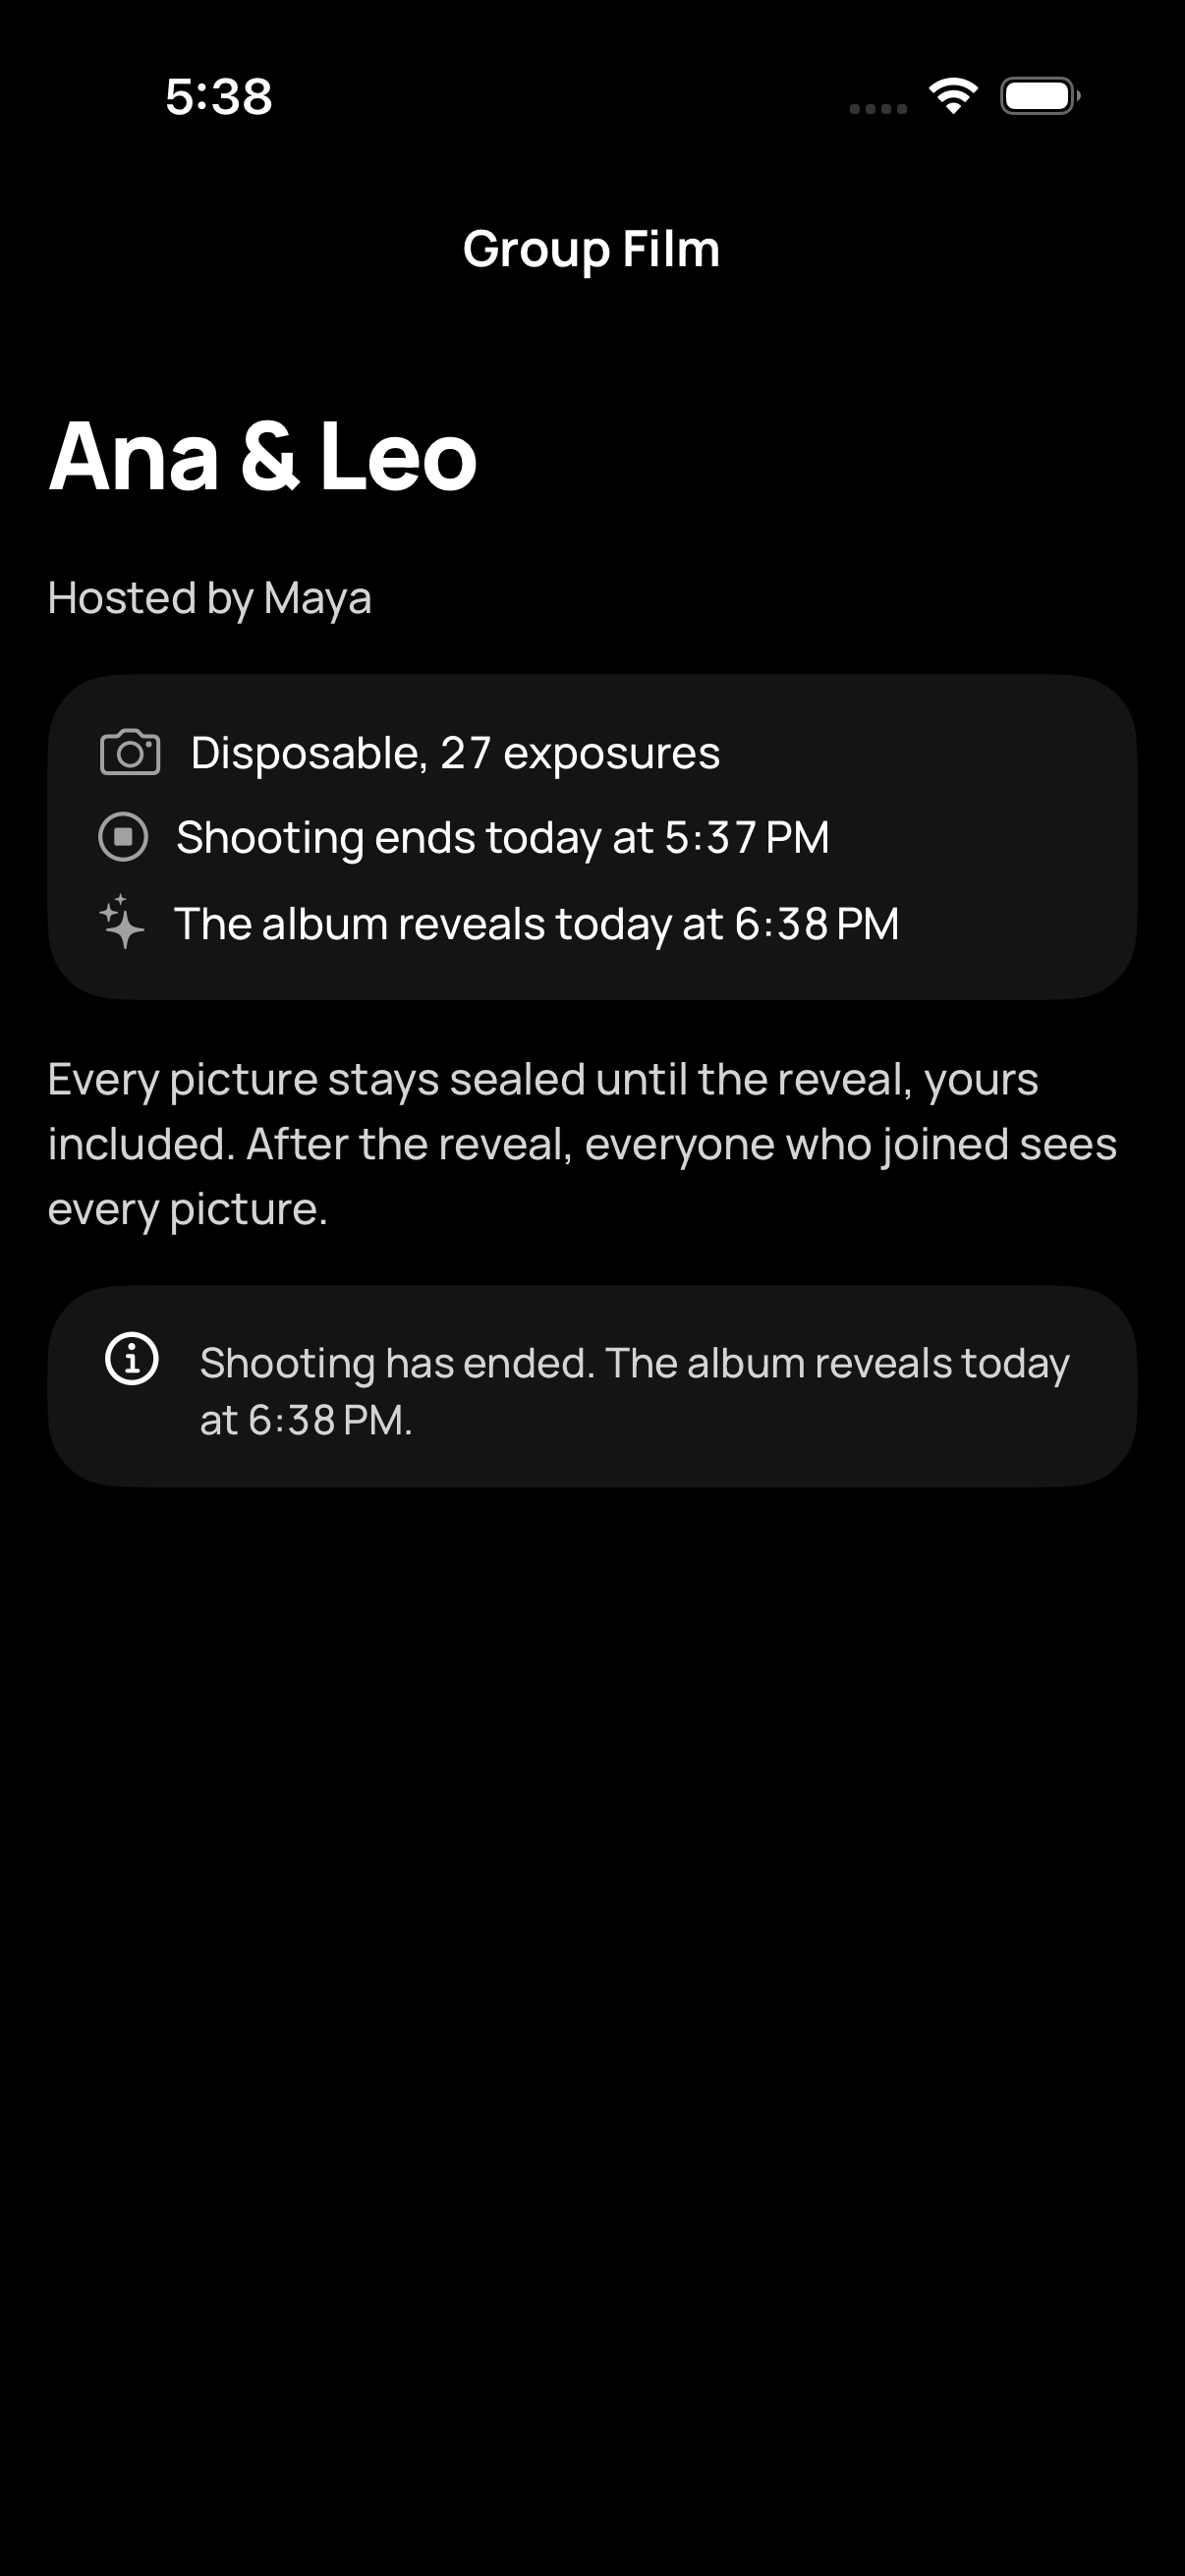 5:38
Group Film
Ana & Leo
Hosted by Maya
Disposable, 27 exposures
Shooting ends today at 5:37 PM
The album reveals today at 6:38 PM
Every picture stays sealed until the reveal, yours
included. After the reveal, everyone who joined sees
every picture.
Shooting has ended. The album reveals today
at 6:38 PM.